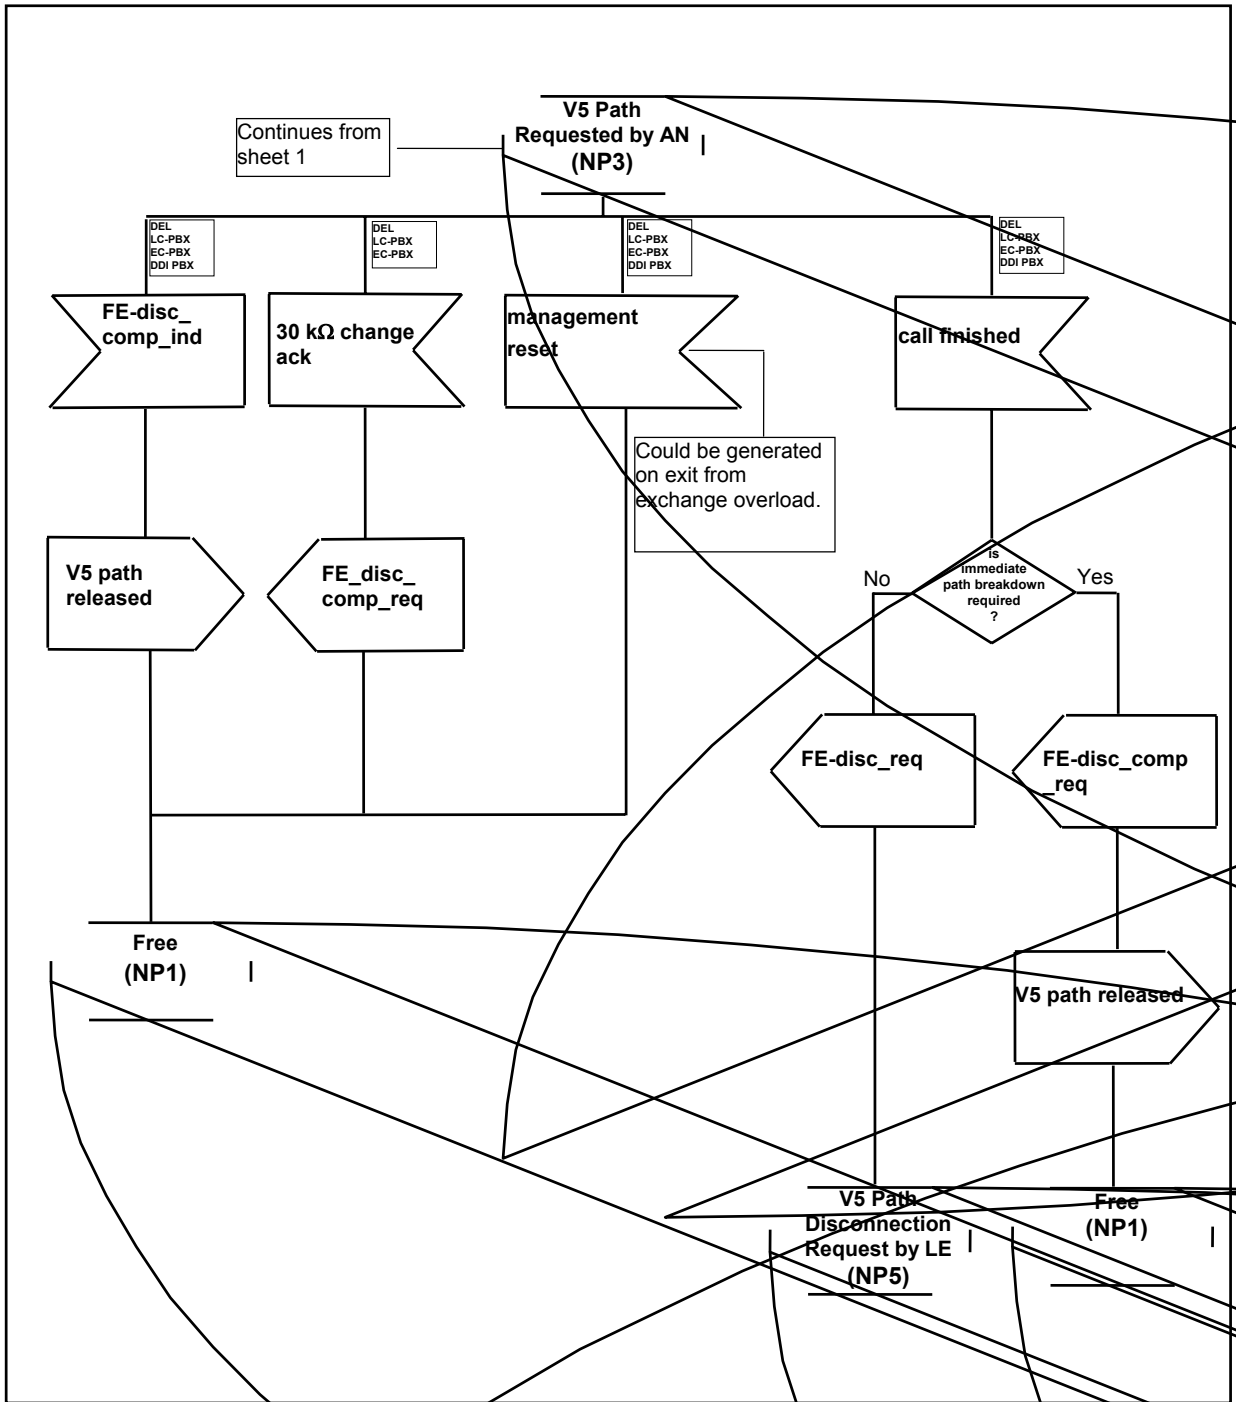 V5 Path
Requested by AN
(NP3)
Continues from
sheet 1
DEL
LC-PBX
EC-PBX
DDI PBX
DEL
LC-PBX
EC-PBX
DEL
LC-PBX
EC-PBX
DDI PBX
DEL
LC-PBX
EC-PBX
DDI PBX
FE-disc_
comp_ind
30 kΩ change
ack
management
reset
call finished
Could be generated
on exit from
exchange overload.
V5 path
released
FE_disc_
comp_req
is
immediate
path breakdown
required
?
No
Yes
FE-disc_req
FE-disc_comp
_req
Free
(NP1)
V5 path released
V5 Path
Disconnection
Request by LE
(NP5)
Free
(NP1)